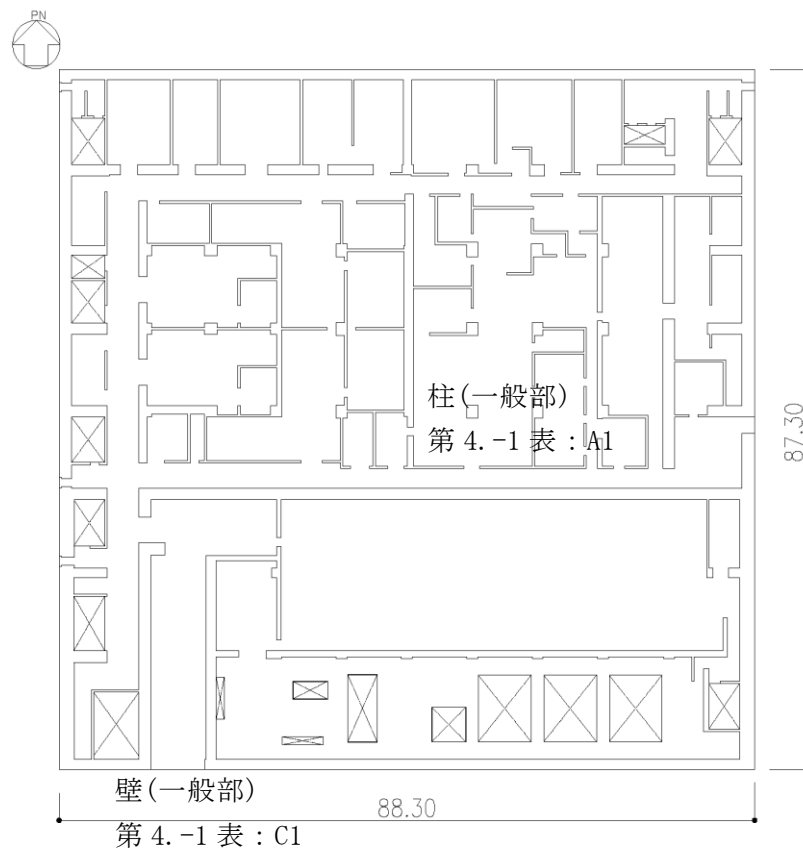 PN
柱(一般部)
第 4.-1 表：A1
87.30
88.30
壁(一般部)
第 4.-1 表：C1